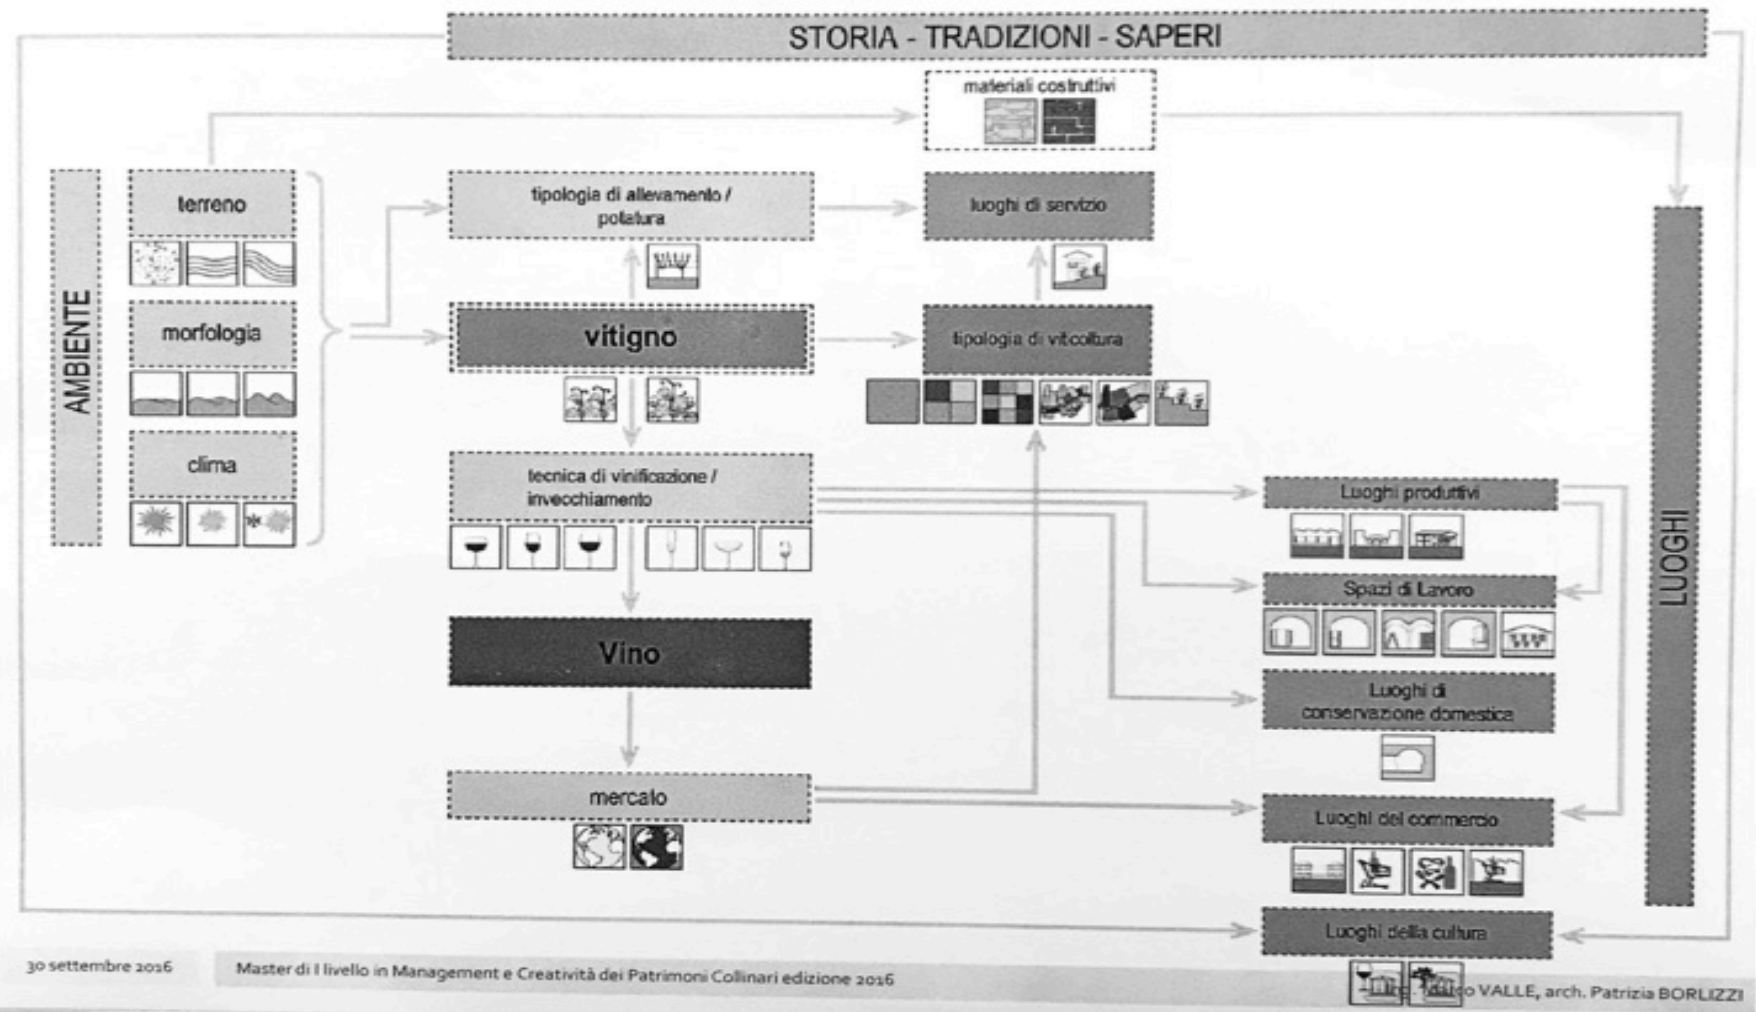 STORIA - TRADIZIONI - SAPERI
materiali costruttivi
AMBIENTE
terreno
tipologia di allevamento /
potatura
luoghi di servizio
morfologia
vitigno
tipologia di viticoltura
clima
tecnica di vinificazione /
invecchiamento
Luoghi produttivi
LUOGHI
Spazi di Lavoro
Vino
Luoghi di
conservazione domestica
mercato
Luoghi del commercio
Luoghi della cultura
30 settembre 2016
Master di I livello in Management e Creatività dei Patrimoni Collinari edizione 2016
VALLE, arch. Patrizia BORLIZZI